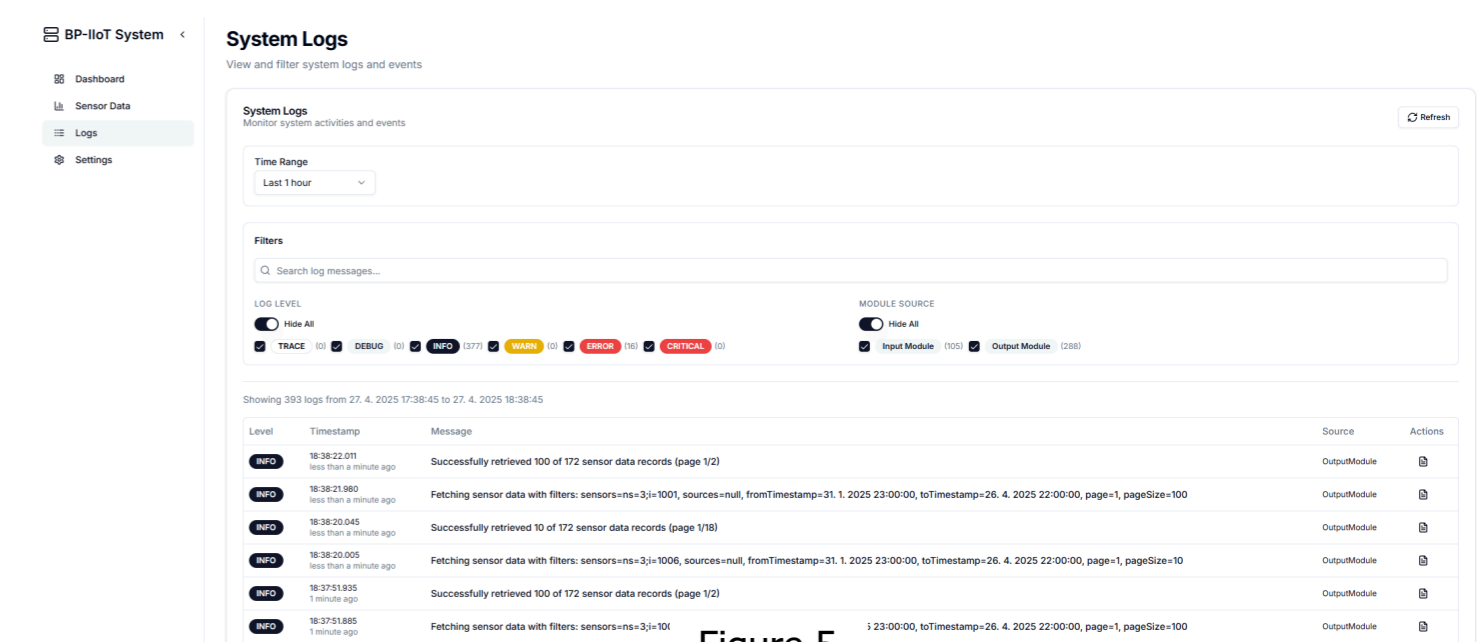 BP-IIoT System
Dashboard
Sensor Data
Logs
Settings
System Logs
View and filter system logs and events
System Logs
Monitor system activities and events
Refresh
Time Range
Last 1 hour
Filters
Search log messages...
LOG LEVEL MODULE SOURCE
Hide All Hide All
TRACE (0) DEBUG (0) INFO (377) WARN (0) ERROR (16) CRITICAL (0) Input Module (105) Output Module (288)
Showing 393 logs from 27. 4. 2025 17:38:45 to 27. 4. 2025 18:38:45
Level Timestamp Message Source Actions
INFO 18:38:22.011 Successfully retrieved 100 of 172 sensor data records (page 1/2) OutputModule
less than a minute ago
INFO 18:38:21.980 Fetching sensor data with filters: sensors=ns=3;i=1001, sources=null, fromTimestamp=31. 1. 2025 23:00:00, toTimestamp=26. 4. 2025 22:00:00, page=1, pageSize=100 OutputModule
less than a minute ago
INFO 18:38:20.045 Successfully retrieved 10 of 172 sensor data records (page 1/18) OutputModule
less than a minute ago
INFO 18:38:20.005 Fetching sensor data with filters: sensors=ns=3;i=1006, sources=null, fromTimestamp=31. 1. 2025 23:00:00, toTimestamp=26. 4. 2025 22:00:00, page=1, pageSize=10 OutputModule
less than a minute ago
INFO 18:37:51.935 Successfully retrieved 100 of 172 sensor data records (page 1/2) OutputModule
1 minute ago
INFO 18:37:51.885 Fetching sensor data with filters: sensors=ns=3;i=10 23:00:00, toTimestamp=26. 4. 2025 22:00:00, page=1, pageSize=100 OutputModule
1 minute ago
Figure 5